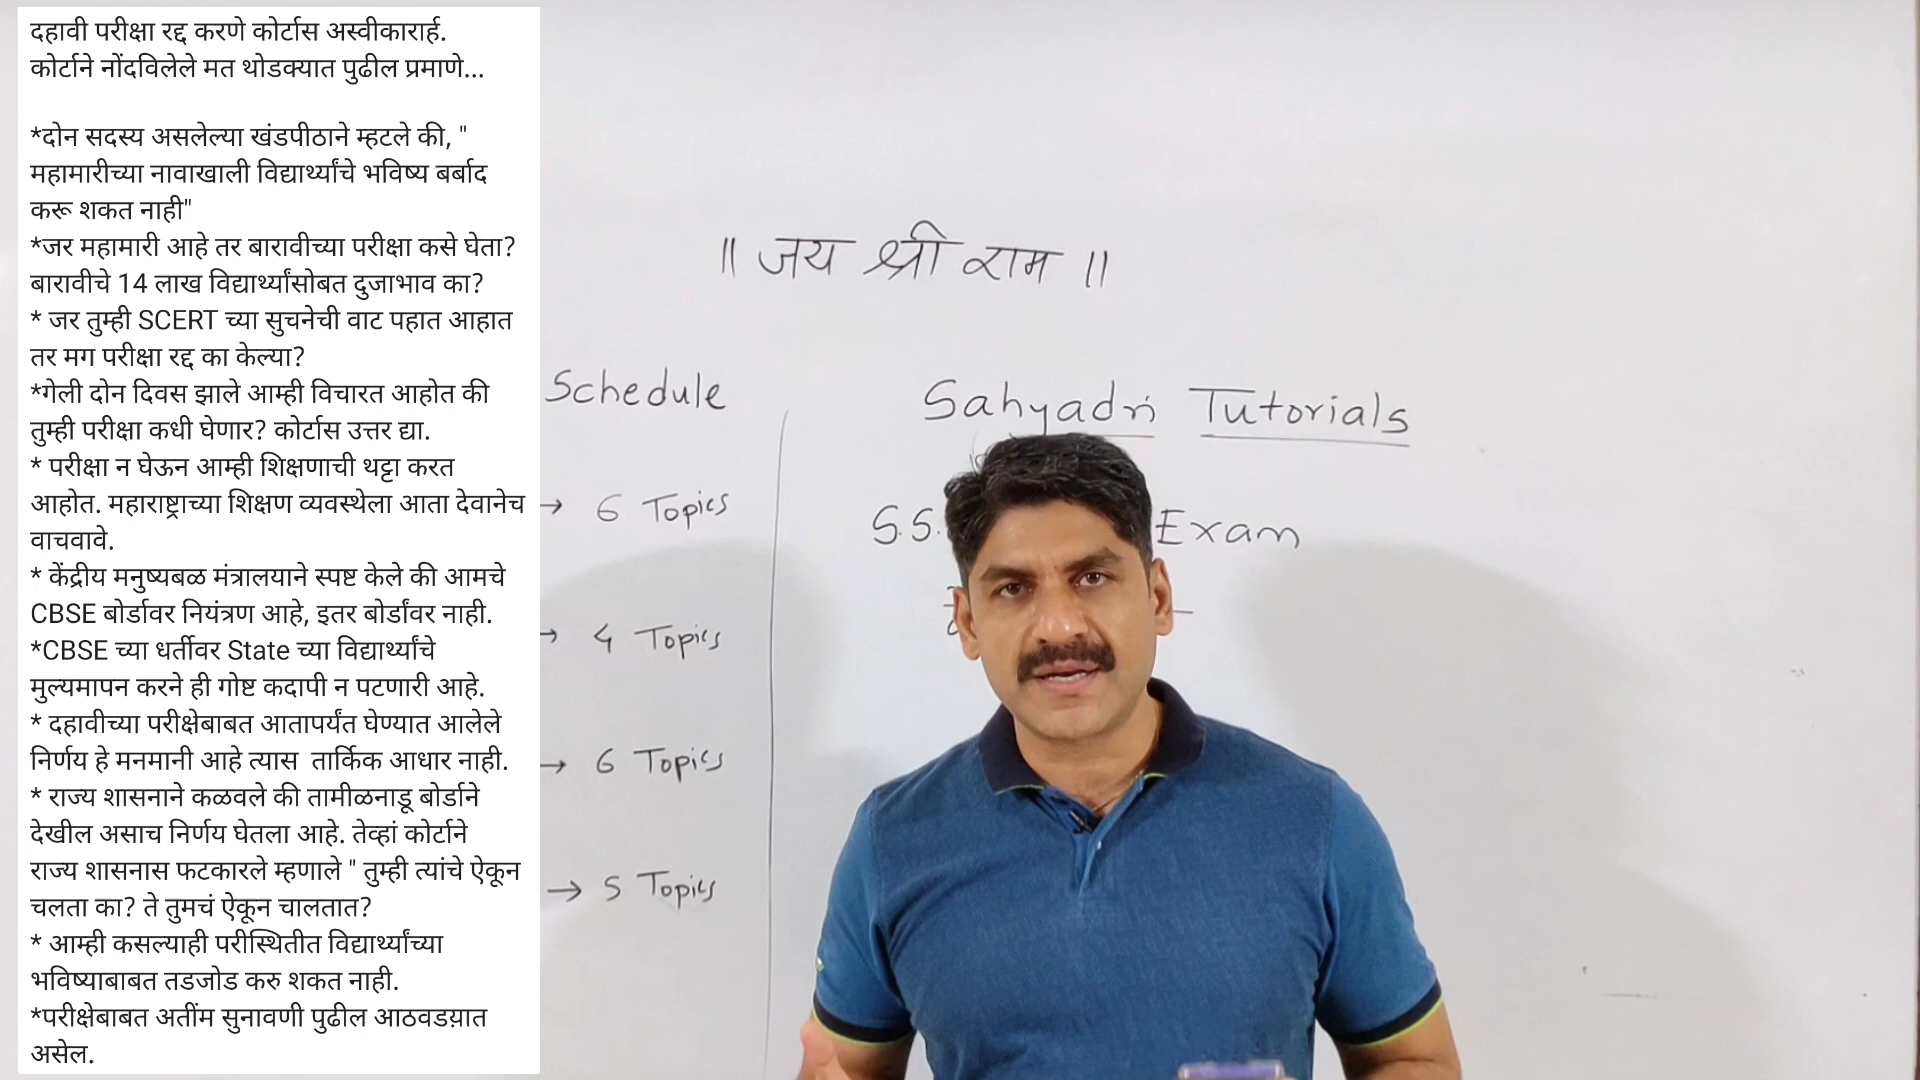 दहावी परीक्षा रद्द करणे कोर्टास अस्वीकारार्ह.
कोर्टाने नोंदविलेले मत थोडक्यात पुढील प्रमाणे...
*दोन सदस्य असलेल्या खंडपीठाने म्हटले की, "
महामारीच्या नावाखाली विद्यार्थ्यांचे भविष्य बर्बाद
करू शकत नाही"
*जर महामारी आहे तर बारावीच्या परीक्षा कसे घेता?
बारावीचे 14 लाख विद्यार्थ्यांसोबत दुजाभाव का?
* जर तुम्ही SCERT च्या सुचनेची वाट पहात आहात
तर मग परीक्षा रद्द का केल्या?
*गेली दोन दिवस झाले आम्ही विचारत आहोत की
तुम्ही परीक्षा कधी घेणार? कोर्टास उत्तर द्या.
* परीक्षा न घेऊन आम्ही शिक्षणाची थट्टा करत
आहोत. महाराष्ट्राच्या शिक्षण व्यवस्थेला आता देवानेच
वाचवावे.
* केंद्रीय मनुष्यबळ मंत्रालयाने स्पष्ट केले की आमचे
CBSE बोर्डावर नियंत्रण आहे, इतर बोर्डांवर नाही.
*CBSE च्या धर्तीवर State च्या विद्यार्थ्यांचे
मुल्यमापन करने ही गोष्ट कदापी न पटणारी आहे.
* दहावीच्या परीक्षेबाबत आतापर्यंत घेण्यात आलेले
निर्णय हे मनमानी आहे त्यास  तार्किक आधार नाही.
* राज्य शासनाने कळवले की तामीळनाडू बोर्डाने
देखील असाच निर्णय घेतला आहे. तेव्हां कोर्टाने
राज्य शासनास फटकारले म्हणाले " तुम्ही त्यांचे ऐकून
चलता का? ते तुमचं ऐकून चालतात?
* आम्ही कसल्याही परीस्थितीत विद्यार्थ्यांच्या
भविष्याबाबत तडजोड करु शकत नाही.
*परीक्षेबाबत अतींम सुनावणी पुढील आठवडय़ात
असेल.
॥ जय श्री राम ॥
Schedule
→ 6 Topics
→ 4 Topics
→ 6 Topics
→ 5 Topics
Sahyadri Tutorials
S.S. Exam